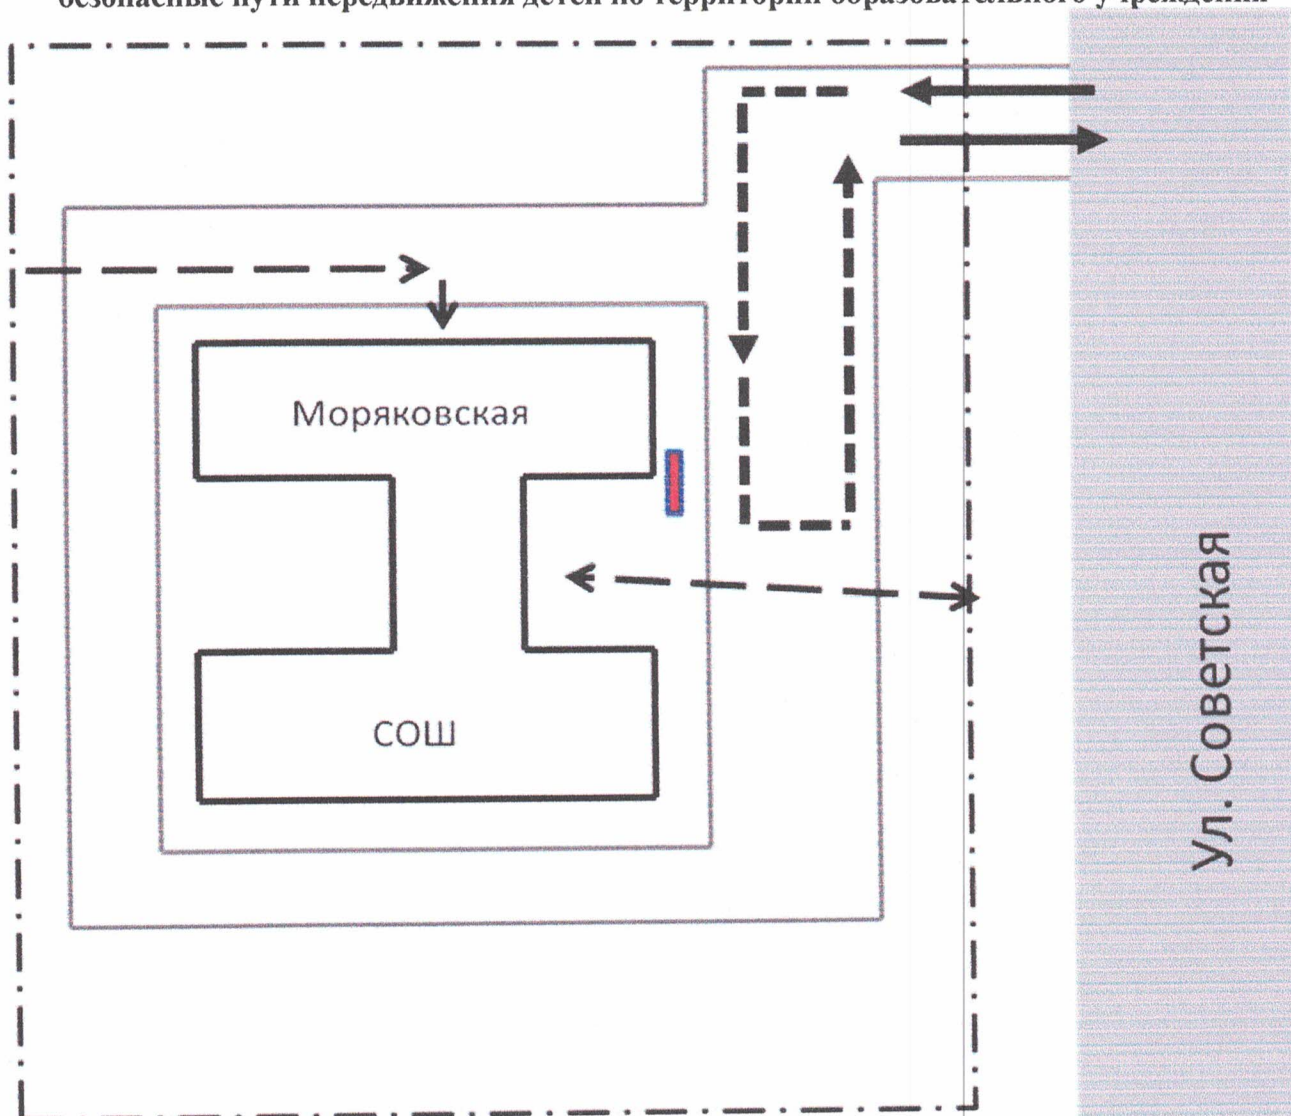 безопасные пути передвижения детей по территории образовательного учреждения
Моряковская
СОШ
Ул. Советская